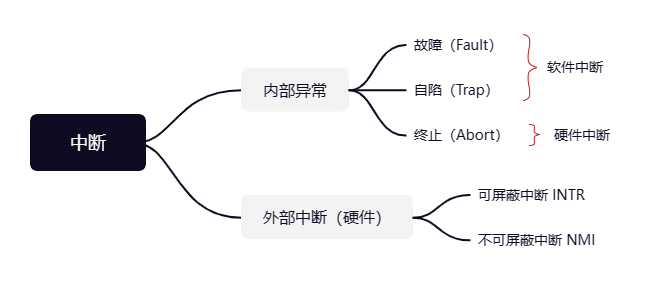 中断
内部异常
故障（Fault）
自陷（Trap）
软件中断
终止（Abort）
硬件中断
外部中断（硬件）
可屏蔽中断 INTR
不可屏蔽中断 NMI